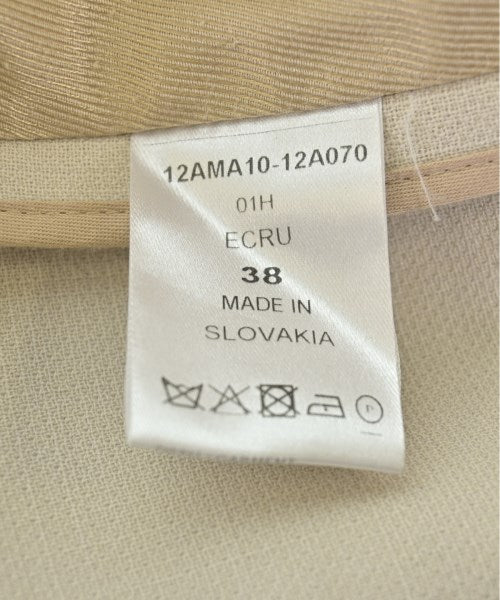 12AMA10-12A070
01H
ECRU
38
MADE IN
SLOVAKIA
P